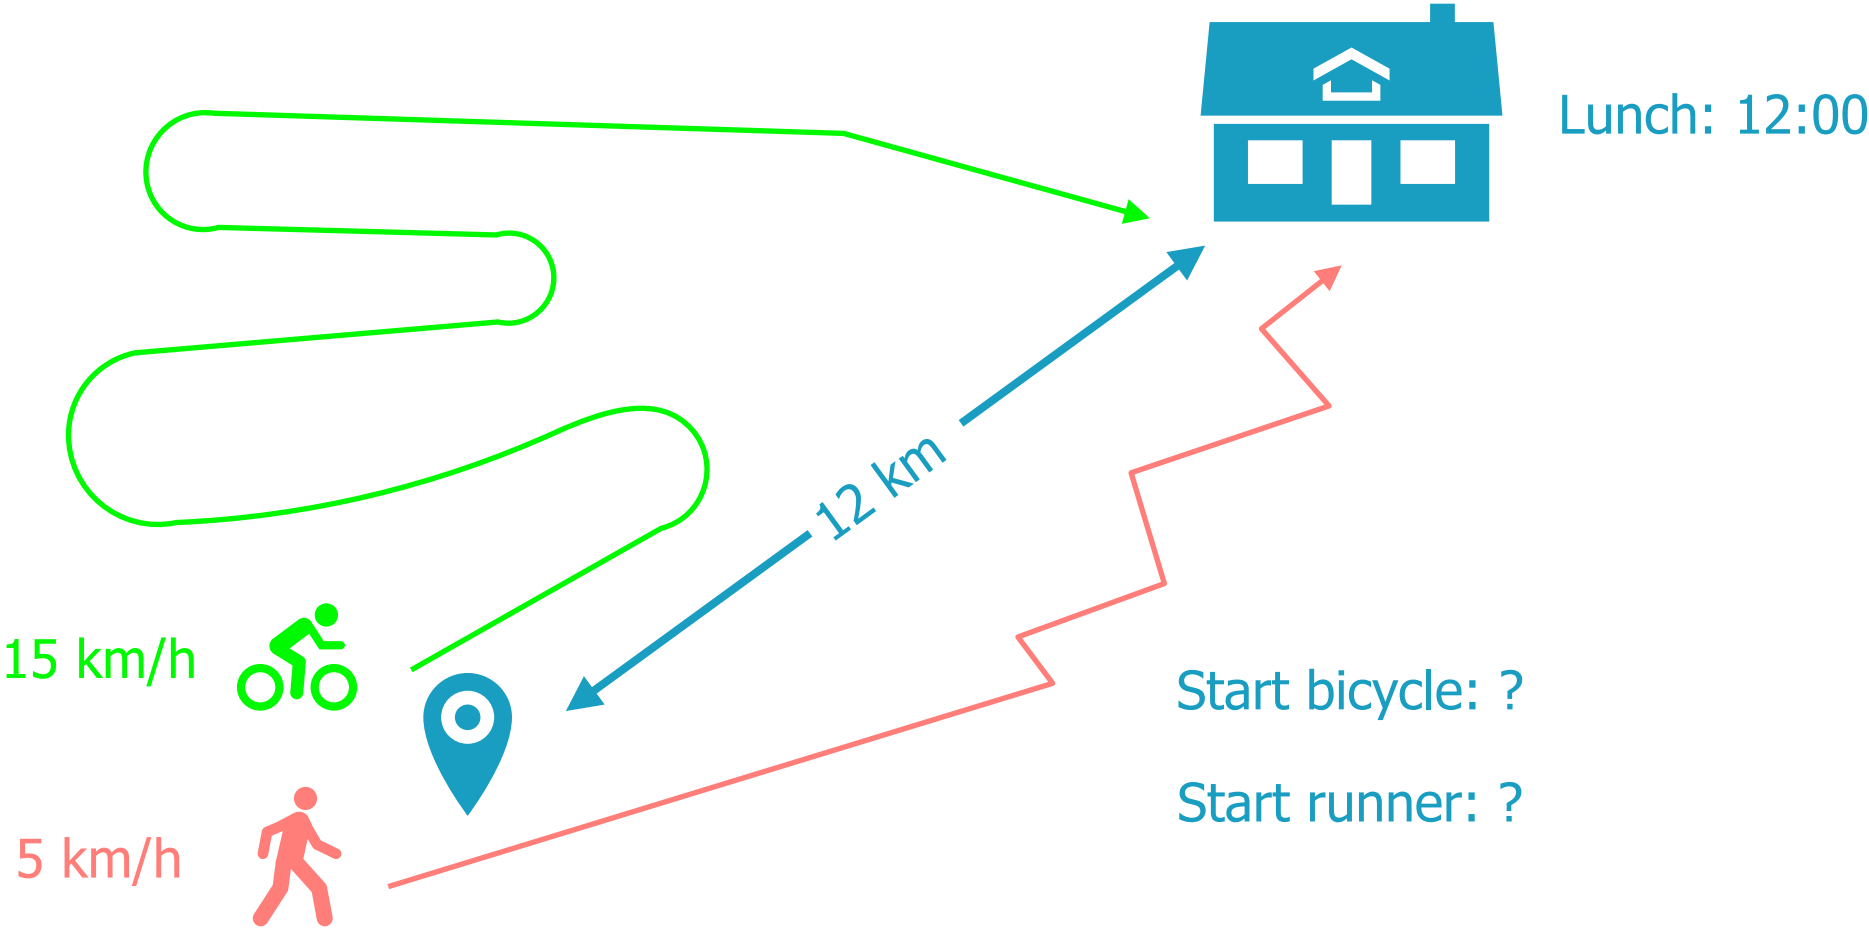 Lunch: 12:00
12 km
15 km/h
Start bicycle: ?
Start runner: ?
5 km/h